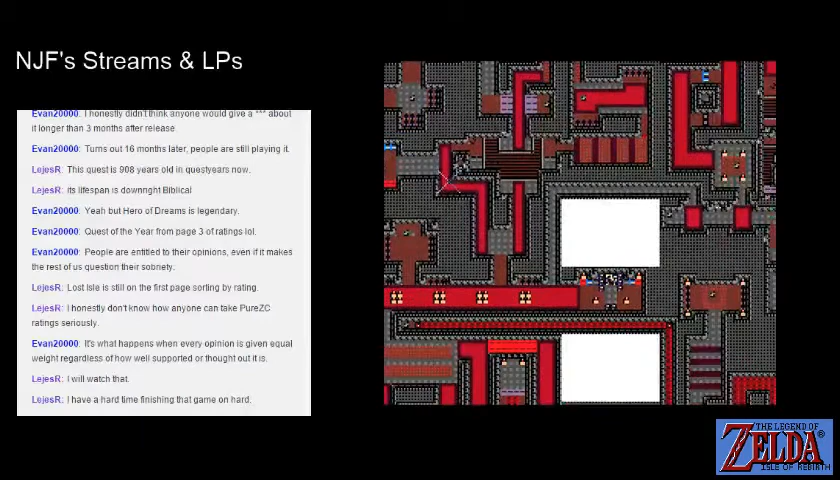 NJF's Streams & LPs
Evan20000: I honestly didn't think anyone would give a *** about
it longer than 3 months after release.
Evan20000: Turns out 16 months later, people are still playing it.
LejesR: This quest is 908 years old in questyears now.
LejesR: its lifespan is downright Biblical
Evan20000: Yeah but Hero of Dreams is legendary.
Evan20000: Quest of the Year from page 3 of ratings lol.
Evan20000: People are entitled to their opinions, even if it makes
the rest of us question their sobriety.
LejesR: Lost Isle is still on the first page sorting by rating.
LejesR: I honestly don't know how anyone can take PureZC
ratings seriously.
Evan20000: It's what happens when every opinion is given equal
weight regardless of how well supported or thought out it is.
LejesR: I will watch that.
LejesR: I have a hard time finishing that game on hard.
THE LEGEND OF
ZELDA®
ISLE OF REBIRTH